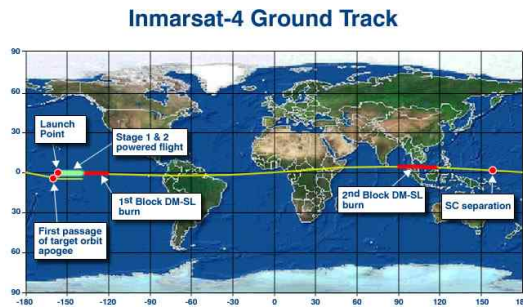 Inmarsat-4 Ground Track
90
60
30
0
30
60
90
Launch
Point
Stage 1 & 2
powered flight
1st Block DM-SL
burn
2nd Block DM-SL
burn
SC separation
First passage
of target orbit
apogee
-180
-150
-120
-90
-60
-30
0
30
60
90
120
150
180